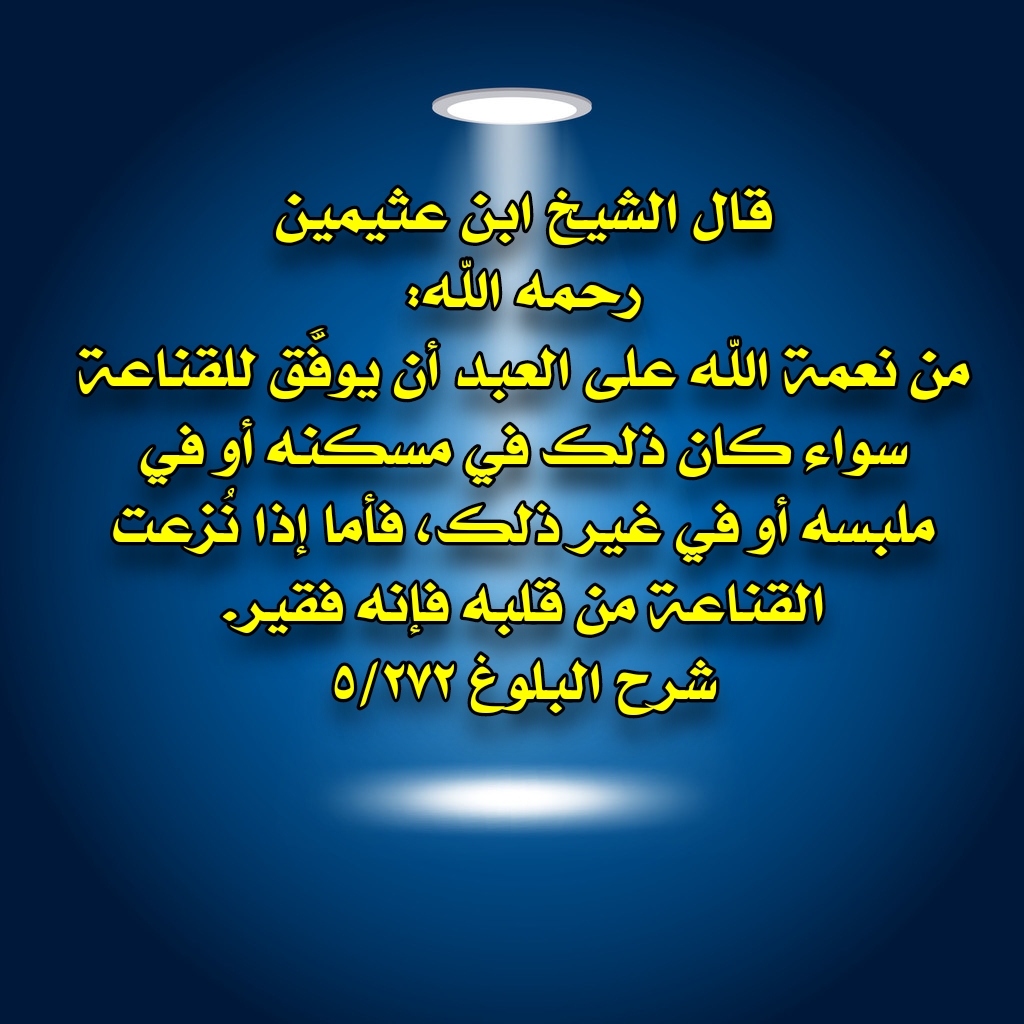 قال الشيخ ابن عثيمين
رحمه الله:
من نعمة الله على العبد أن يوفَّق للقناعة
سواء كان ذلك في مسكنه أو في
ملبسه أو في غير ذلك، فأما إذا نُزعت
القناعة من قلبه فإنه فقير.
شرح البلوغ ٥/٢٧٢